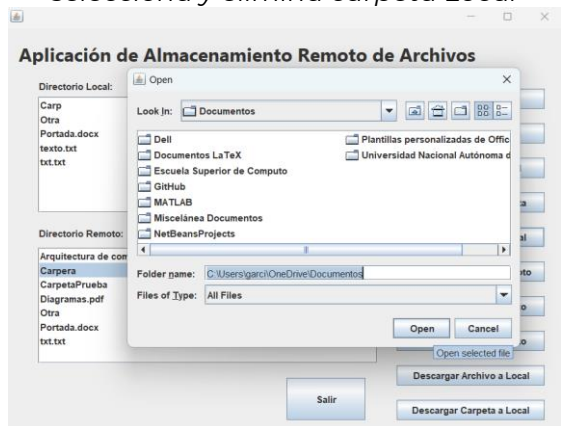 Selecciona y elimina carpeta Local
Aplicación de Almacenamiento Remoto de Archivos
Directorio Local:
Carp
Otra
Portada.docx
texto.txt
txt.txt
Directorio Remoto:
Arquitectura de com
Carpera
CarpetaPrueba
Diagramas.pdf
Otra
Portada.docx
txt.txt
Open
Look In:
Documentos
Dell
Documentos LaTeX
Escuela Superior de Computo
GitHub
MATLAB
Miscelánea Documentos
NetBeansProjects
Plantillas personalizadas de Offic
Universidad Nacional Autónoma d
Folder name: C:\Users\garci\OneDrive\Documentos
Files of Type: All Files
Open
Cancel
Open selected file
Descargar Archivo a Local
Descargar Carpeta a Local
Salir